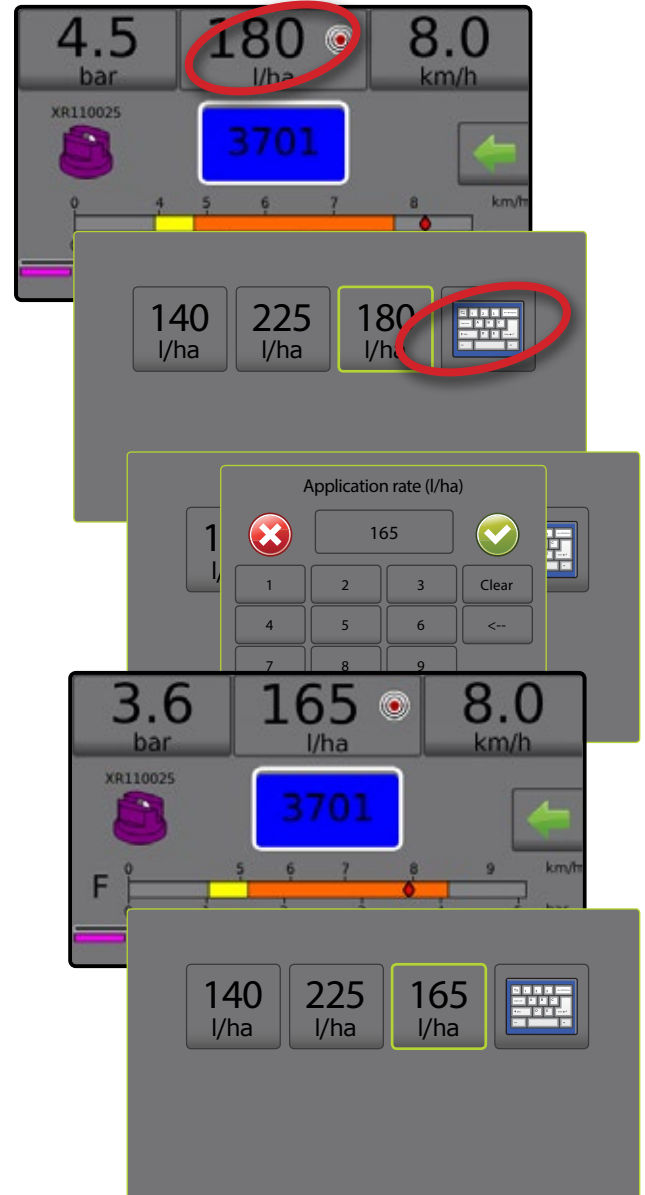 4.5 180 8.0
bar l/ha km/h
XR110025
3701
0 4 5 6 7 8 km/h
140 225 180
l/ha l/ha l/ha
Application rate (l/ha)
165
1 2 3 Clear
4 5 6 <--
7 8 9
3.6 165 8.0
bar l/ha km/h
XR110025
3701
0 5 6 7 8 9 km/h
F
140 225 165
l/ha l/ha l/ha